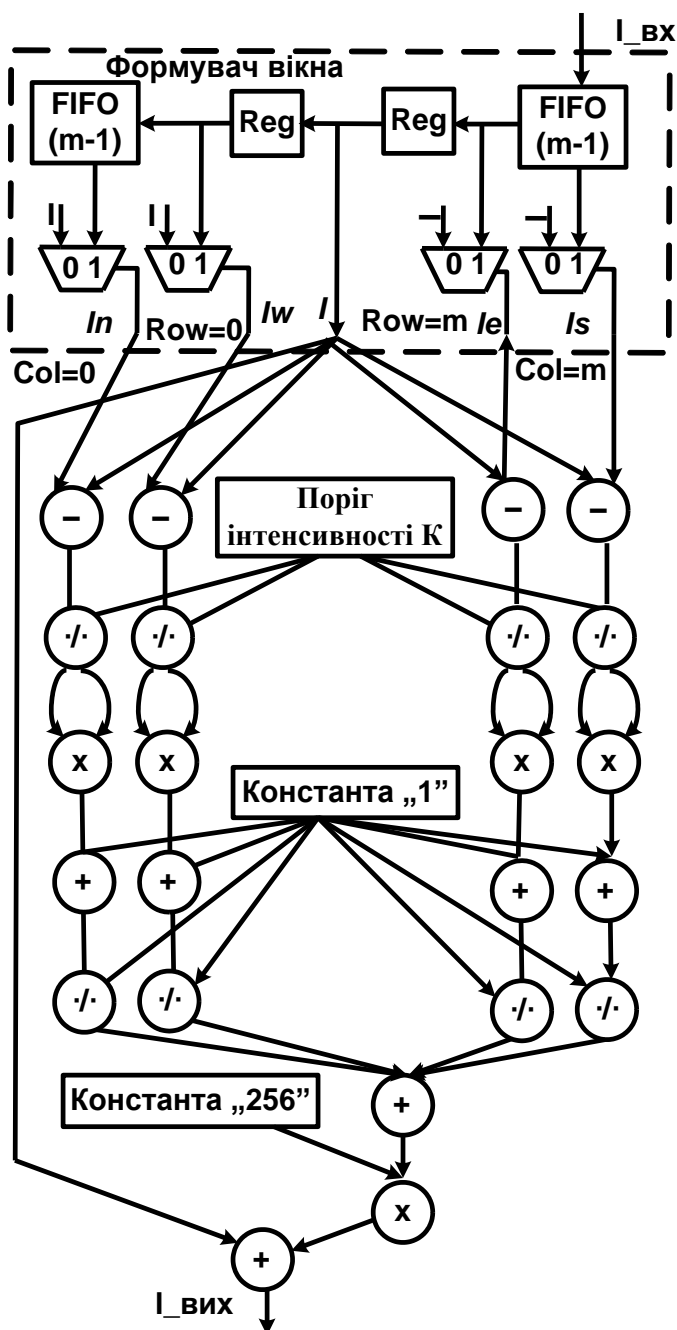 I_вх
Формувач вікна
FIFO
(m-1)
Reg
Reg
FIFO
(m-1)
I
I
I
I
0 1
0 1
0 1
0 1
In
Row=0
Iw
I
Row=m
Ie
Is
Col=0
Col=m
−
−
−
−
Поріг
інтенсивності К
·/·
·/·
·/·
·/·
x
x
x
x
Константа „1”
+
+
+
+
·/·
·/·
·/·
·/·
Константа „256”
+
x
+
I_вих